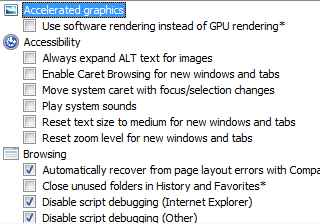 Accelerated graphics
Use software rendering instead of GPU rendering*
Accessibility
Always expand ALT text for images
Enable Caret Browsing for new windows and tabs
Move system caret with focus/selection changes
Play system sounds
Reset text size to medium for new windows and tabs
Reset zoom level for new windows and tabs
Browsing
Automatically recover from page layout errors with Compa
Close unused folders in History and Favorites*
Disable script debugging (Internet Explorer)
Disable script debugging (Other)